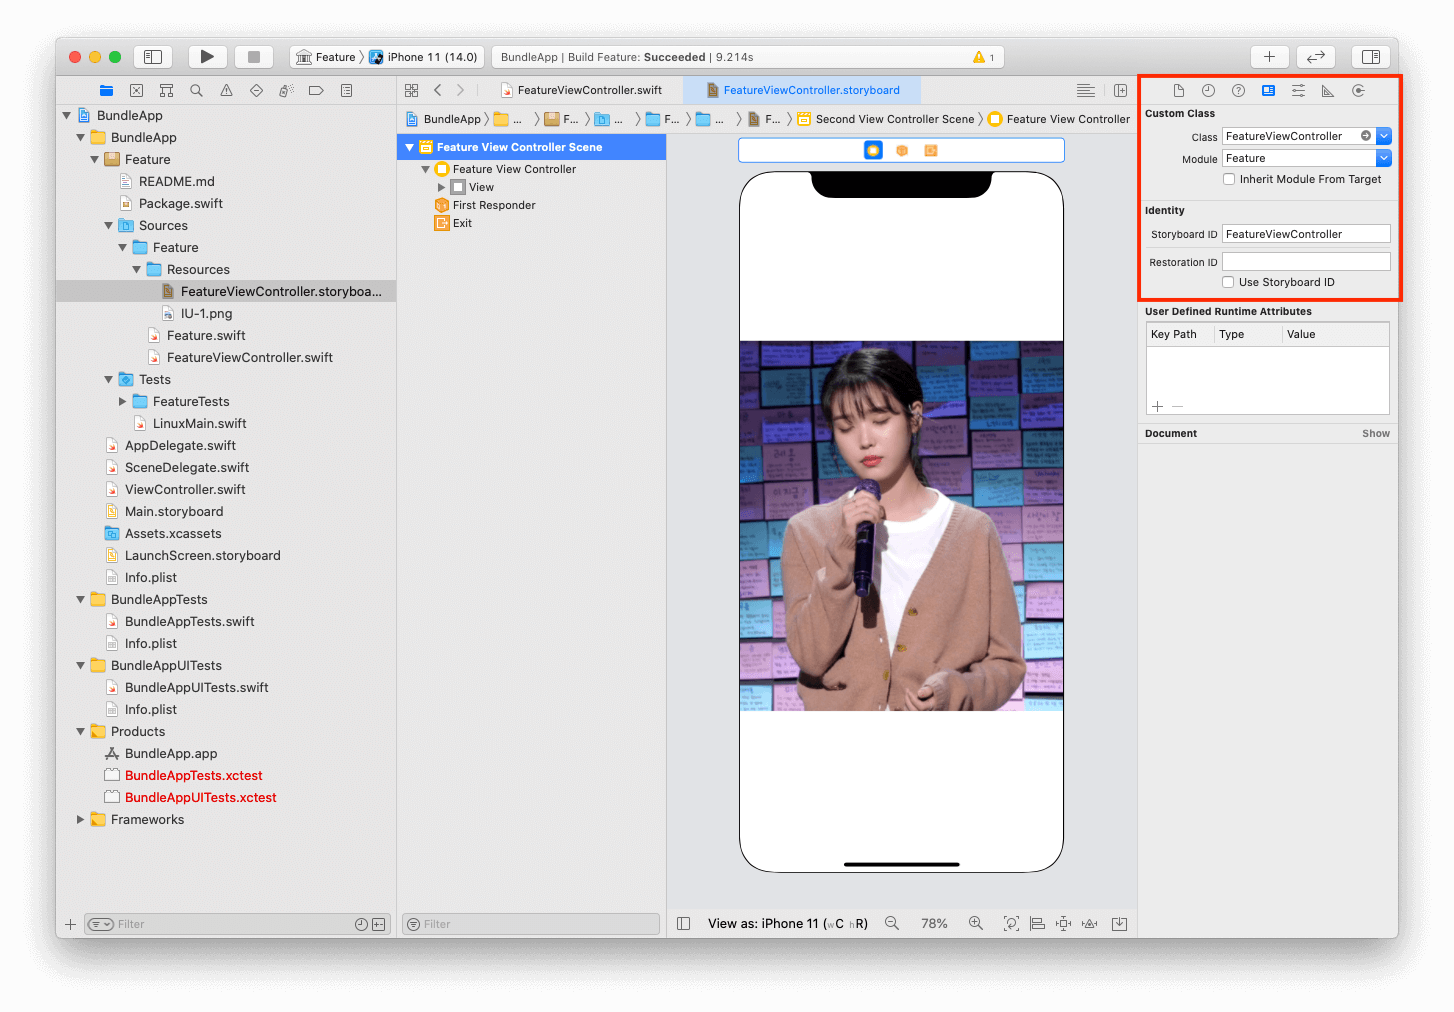 Feature
iPhone 11 (14.0)
BundleApp | Build Feature: Succeeded | 9.214s
1
FeatureViewController.swift
FeatureViewController.storyboard
BundleApp
...
F...
...
F...
...
F...
Second View Controller Scene
Feature View Controller
BundleApp
BundleApp
Feature
README.md
Package.swift
Sources
Feature
Resources
FeatureViewController.storyboa...
IU-1.png
Feature.swift
FeatureViewController.swift
Tests
FeatureTests
LinuxMain.swift
AppDelegate.swift
SceneDelegate.swift
ViewController.swift
Main.storyboard
Assets.xcassets
LaunchScreen.storyboard
Info.plist
BundleAppTests
BundleAppTests.swift
Info.plist
BundleAppUITests
BundleAppUITests.swift
Info.plist
Products
BundleApp.app
BundleAppTests.xctest
BundleAppUITests.xctest
Frameworks
Filter
Feature View Controller Scene
Feature View Controller
View
First Responder
Exit
Filter
View as: iPhone 11 (wC hR)
78%
Custom Class
Class FeatureViewController
Module Feature
Inherit Module From Target
Identity
Storyboard ID FeatureViewController
Restoration ID
Use Storyboard ID
User Defined Runtime Attributes
Key Path Type Value
Document Show